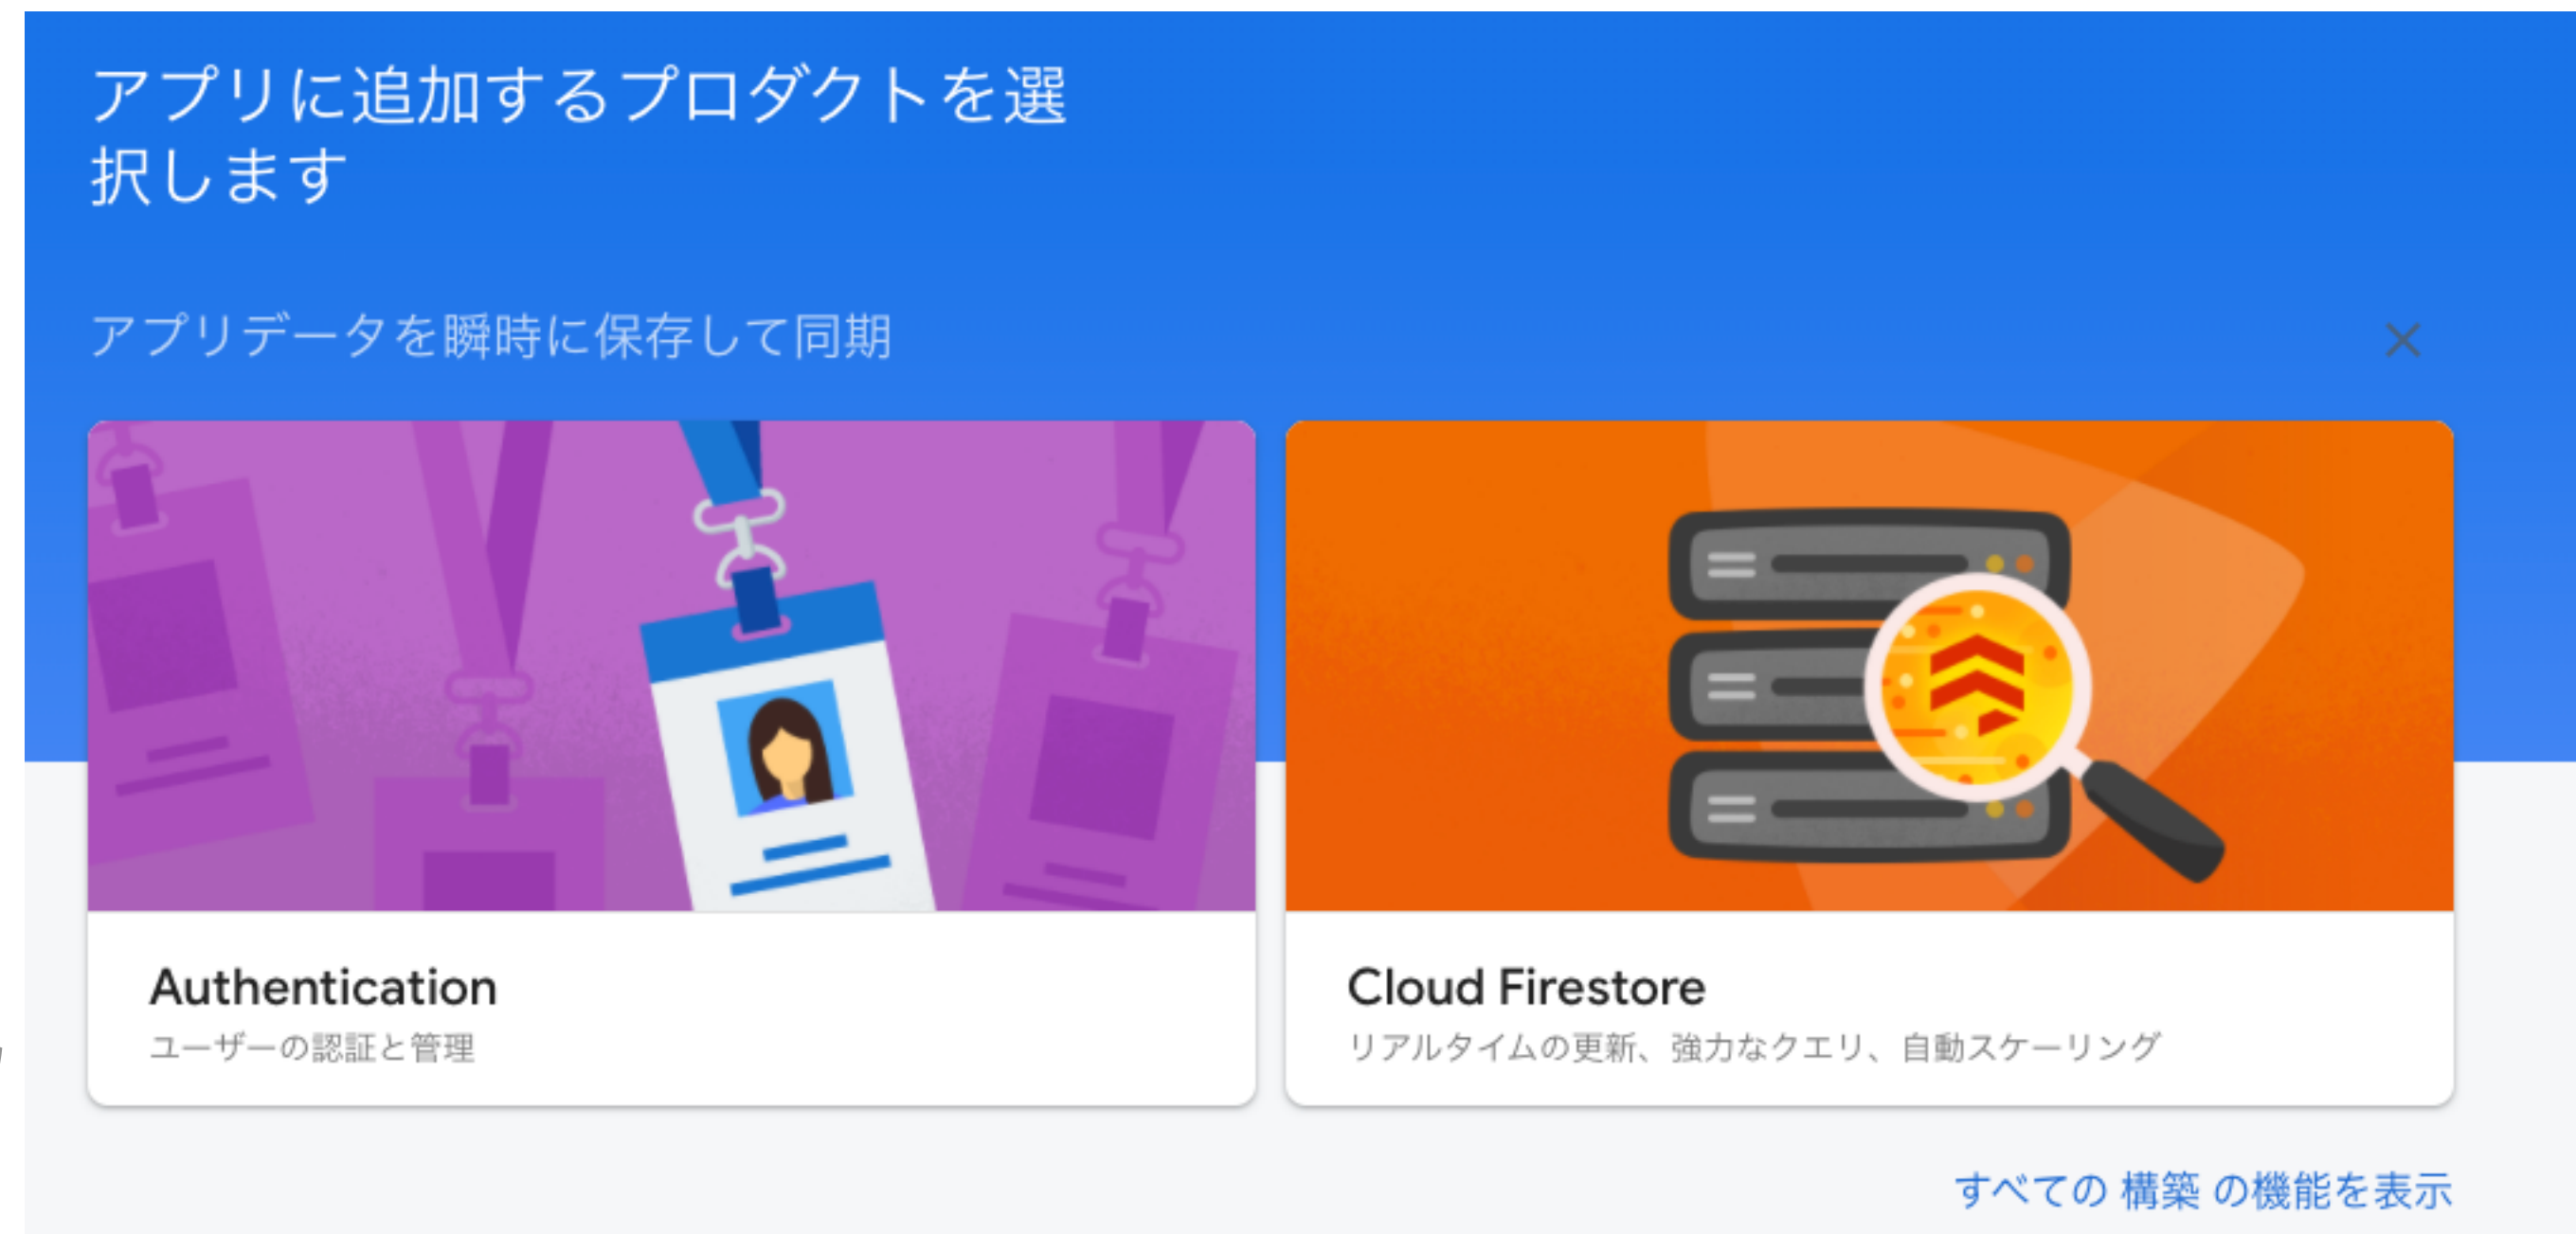 アプリに追加するプロダクトを選
択します
アプリデータを瞬時に保存して同期
Authentication
ユーザーの認証と管理
Cloud Firestore
リアルタイムの更新、強力なクエリ、自動スケーリング
すべての 構築 の機能を表示